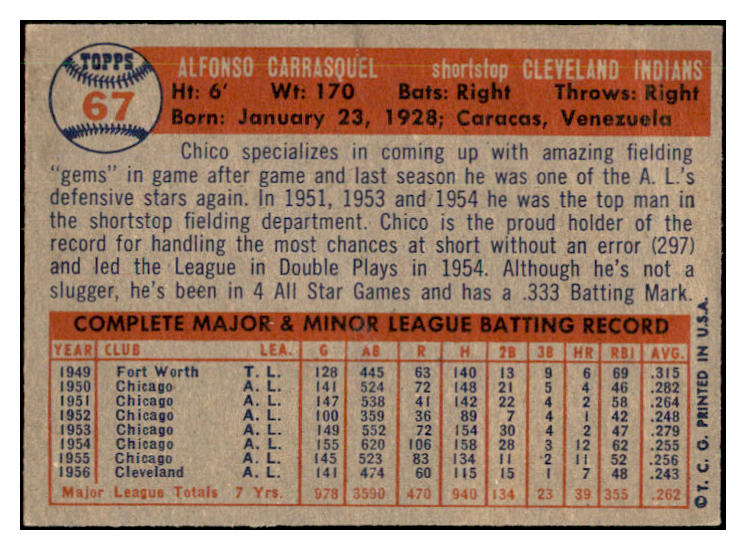 TOPPS
67
ALFONSO CARRASQUEL shortstop CLEVELAND INDIANS
Ht: 6' Wt: 170 Bats: Right Throws: Right
Born: January 23, 1928; Caracas, Venezuela
Chico specializes in coming up with amazing fielding
"gems" in game after game and last season he was one of the A. L.'s
defensive stars again. In 1951, 1953 and 1954 he was the top man in
the shortstop fielding department. Chico is the proud holder of the
record for handling the most chances at short without an error (297)
and led the League in Double Plays in 1954. Although he's not a
slugger, he's been in 4 All Star Games and has a .333 Batting Mark.
COMPLETE MAJOR & MINOR LEAGUE BATTING RECORD
YEAR CLUB LEA. G AB R H 2B 3B HR RBI AVG.
1949 Fort Worth T. L. 128 445 63 140 13 9 6 69 .315
1950 Chicago A. L. 141 524 72 148 21 5 4 46 .282
1951 Chicago A. L. 147 538 41 142 22 4 2 58 .264
1952 Chicago A. L. 100 359 36 89 7 4 1 42 .248
1953 Chicago A. L. 149 552 72 154 30 4 2 47 .279
1954 Chicago A. L. 155 620 106 158 28 3 12 62 .255
1955 Chicago A. L. 145 523 83 134 11 2 11 52 .256
1956 Cleveland A. L. 141 474 60 115 15 1 7 48 .243
Major League Totals 7 Yrs. 978 3590 470 940 134 23 39 355 .262
© T. C. G. PRINTED IN U.S.A.